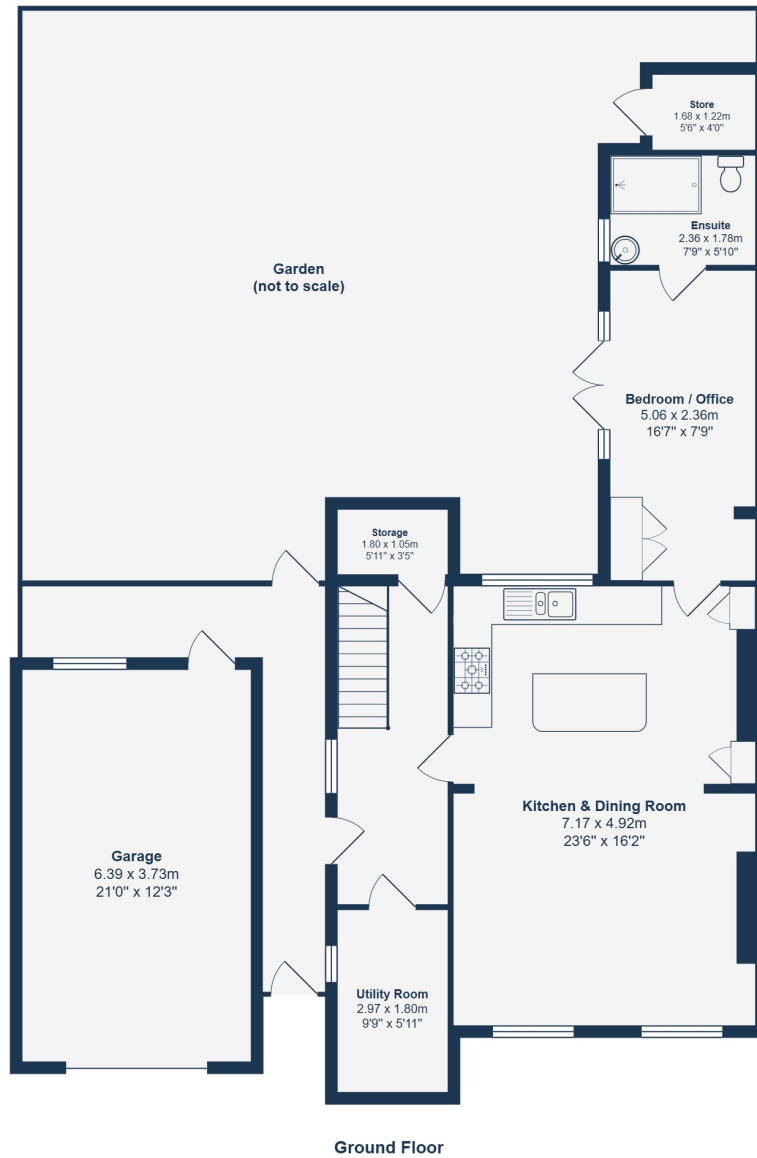 Store
1.68 x 1.22m
5'6" x 4'0"
Ensuite
2.36 x 1.78m
7'9" x 5'10"
Garden
(not to scale)
Bedroom / Office
5.06 x 2.36m
16'7" x 7'9"
Storage
1.80 x 1.05m
5'11" x 3'5"
Kitchen & Dining Room
7.17 x 4.92m
23'6" x 16'2"
Garage
6.39 x 3.73m
21'0" x 12'3"
Utility Room
2.97 x 1.80m
9'9" x 5'11"
Ground Floor